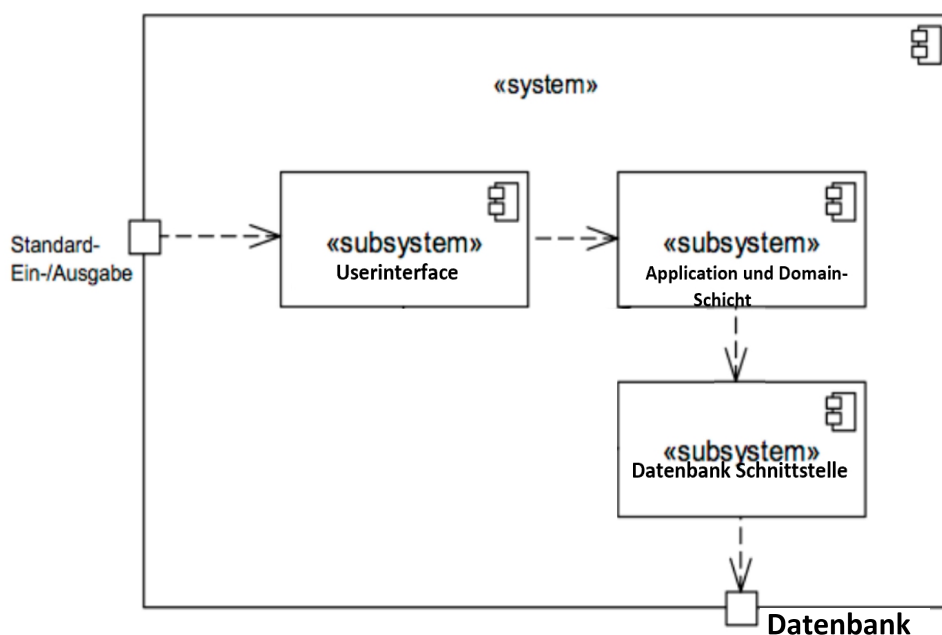 «system»
Standard-
Ein-/Ausgabe
«subsystem»
Userinterface
«subsystem»
Application und Domain-
Schicht
«subsystem»
Datenbank Schnittstelle
Datenbank